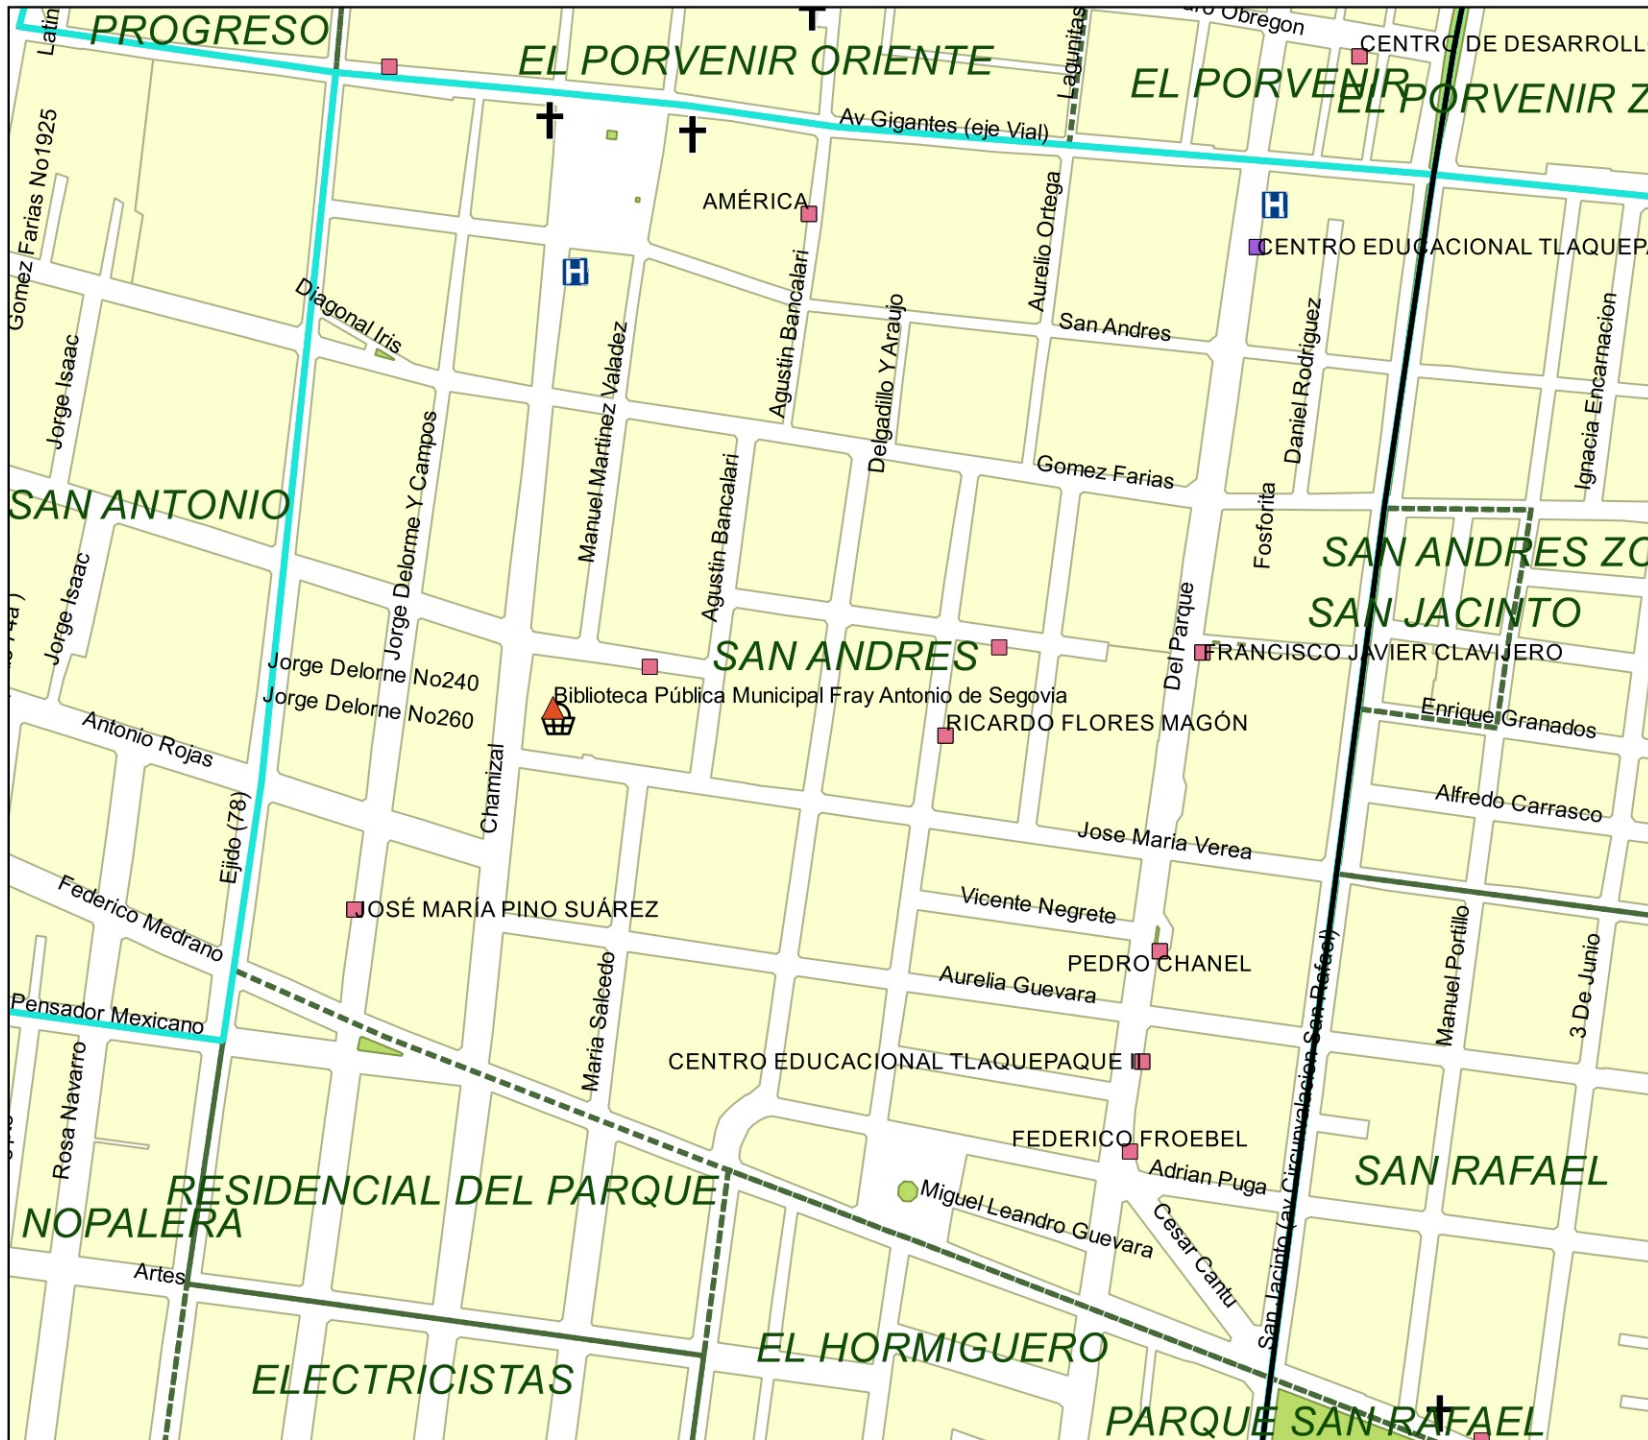 PROGRESO
Latin
EL PORVENIR ORIENTE
Lagunitas
Obregon
CENTRO DE DESARROLL
EL PORVENIR
EL PORVENIR Z
Av Gigantes (eje Vial)
Gomez Farias No1925
AMÉRICA
Aurelio Ortega
CENTRO EDUCACIONAL TLAQUEPA
H
H
Diagonal Iris
Agustin Bancalari
Delgadillo Y Araujo
San Andres
Daniel Rodriguez
Ignacia Encarnacion
Jorge Isaac
Manuel Martinez Valadez
Jorge Delorme Y Campos
Gomez Farias
SAN ANTONIO
Agustin Bancalari
Fosforita
SAN ANDRES ZO
Jorge Isaac
SAN JACINTO
Del Parque
SAN ANDRES
FRANCISCO JAVIER CLAVIJERO
Jorge Delorne No240
Jorge Delorne No260
Biblioteca Pública Municipal Fray Antonio de Segovia
RICARDO FLORES MAGÓN
Enrique Granados
Antonio Rojas
Chamizal
Alfredo Carrasco
Ejido (78)
Jose Maria Verea
Federico Medrano
JOSÉ MARÍA PINO SUÁREZ
Vicente Negrete
PEDRO CHANEL
Aurelia Guevara
Manuel Portillo
3 De Junio
Pensador Mexicano
Maria Salcedo
Rosa Navarro
CENTRO EDUCACIONAL TLAQUEPAQUE II
San Jacinto (av Circunvalacion San Rafael)
FEDERICO FROEBEL
Adrian Puga
SAN RAFAEL
RESIDENCIAL DEL PARQUE
NOPALERA
Miguel Leandro Guevara
Cesar Cantu
Artes
EL HORMIGUERO
ELECTRICISTAS
PARQUE SAN RAFAEL